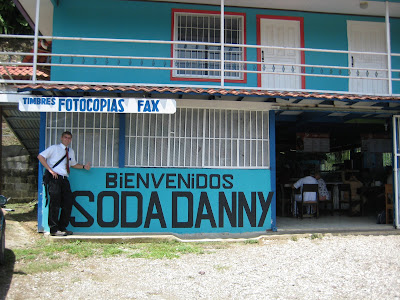 TIMBRES FOTOCOPIAS FAX
BiENVENiDOS
SODA DANNY